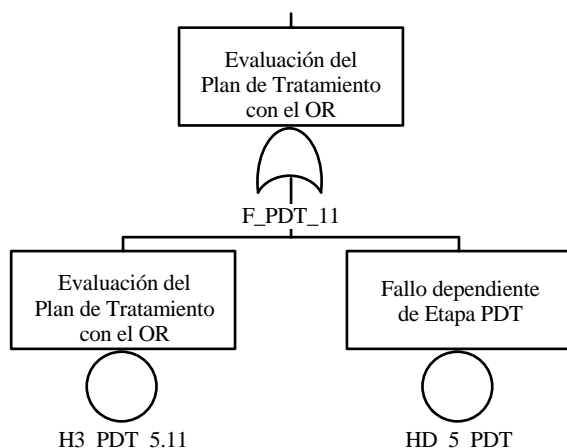 Evaluación del
Plan de Tratamiento
con el OR
F_PDT_11
Evaluación del
Plan de Tratamiento
con el OR
Fallo dependiente
de Etapa PDT
H3_PDT_5.11
HD_5_PDT